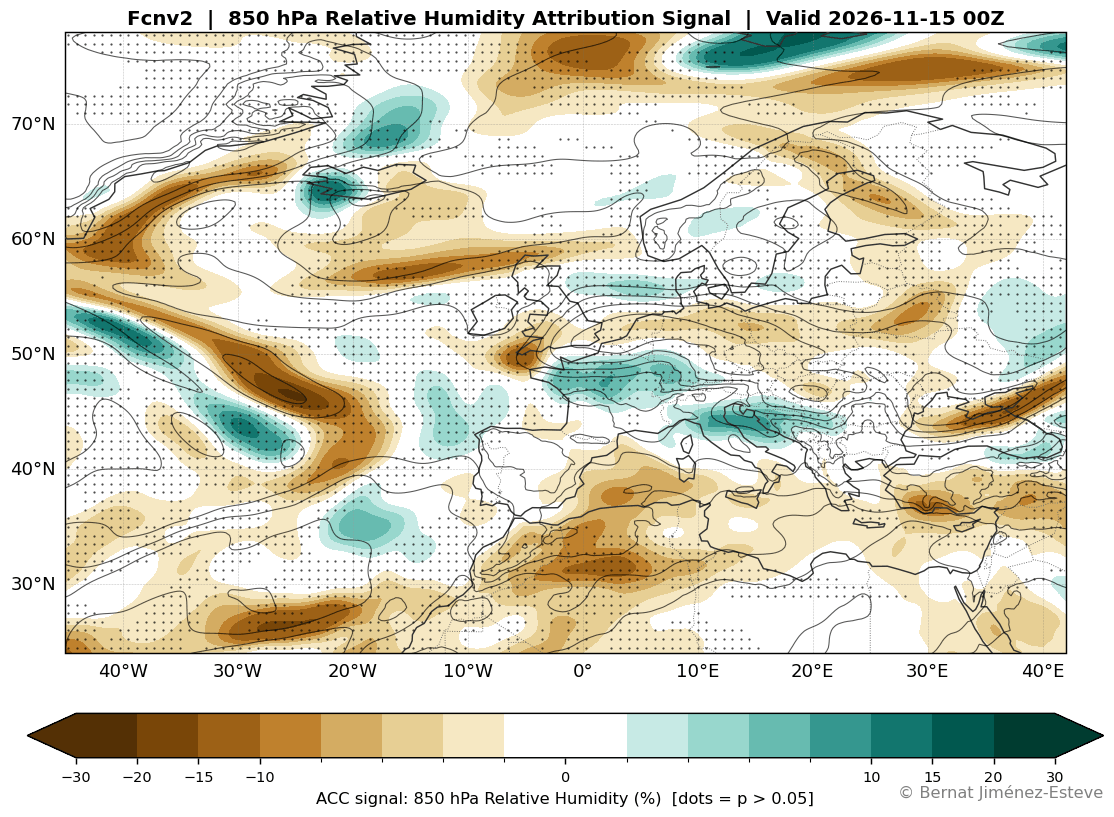 Fcnv2 | 850 hPa Relative Humidity Attribution Signal | Valid 2026-11-15 00Z
70°N
60°N
50°N
40°N
30°N
40°W 30°W 20°W 10°W 0° 10°E 20°E 30°E 40°E
−30 −20 −15 −10 0 10 15 20 30
ACC signal: 850 hPa Relative Humidity (%) [dots = p > 0.05]
© Bernat Jiménez-Esteve